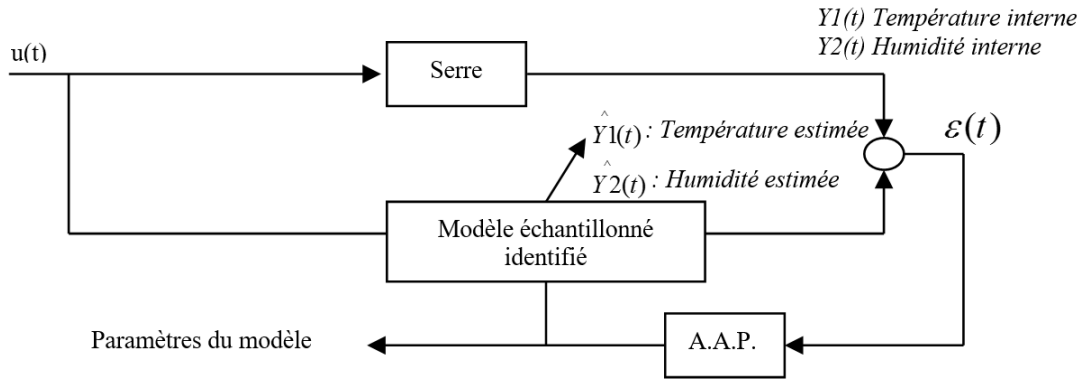 Y1(t) Température interne
Y2(t) Humidité interne
u(t)
Serre
ε(t)
Ŷ1(t) : Température estimée
Ŷ2(t) : Humidité estimée
Modèle échantillonné
identifié
Paramètres du modèle
A.A.P.